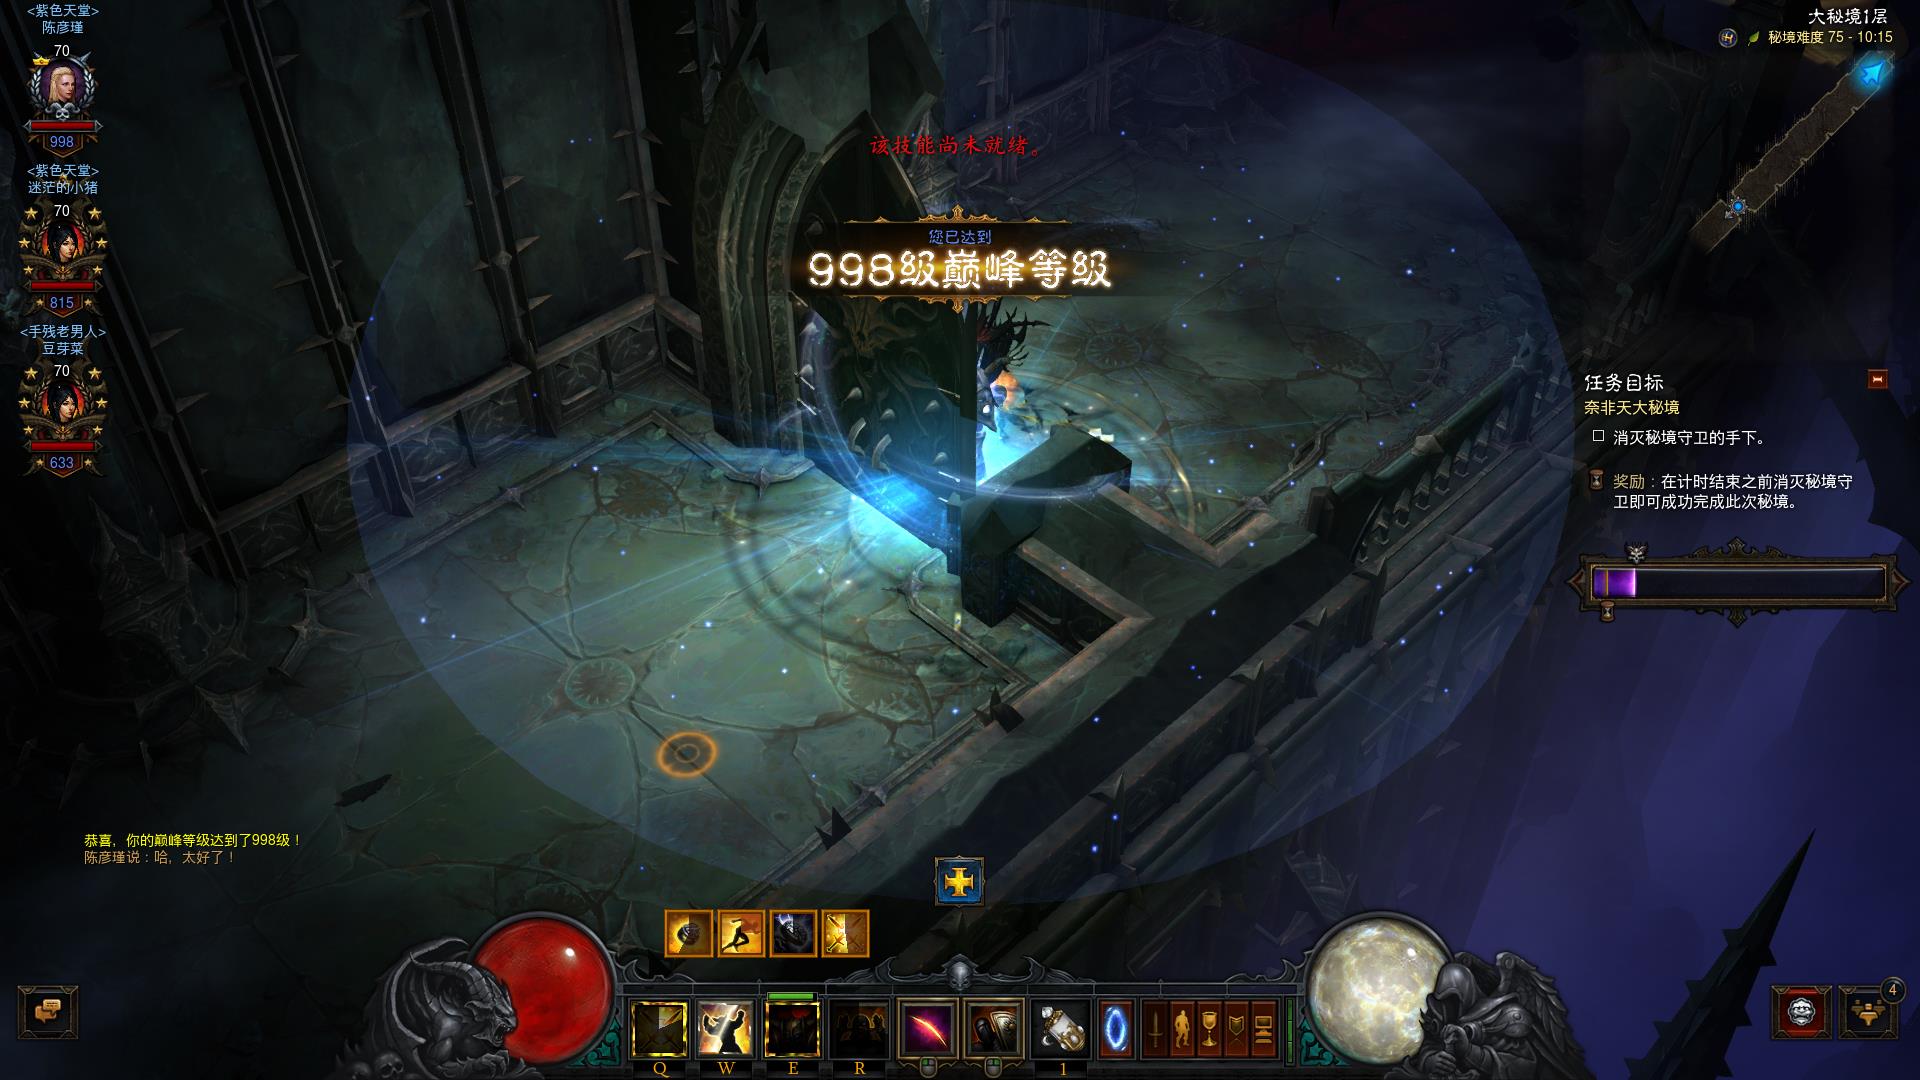 <紫色天堂>
陈彦瑾
70
998
<紫色天堂>
迷茫的小猪
70
815
<手残老男人>
豆芽菜
70
633
大秘境1层
秘境难度 75 - 10:15
该技能尚未就绪。
您已达到
998级巅峰等级
任务目标
奈非天大秘境
消灭秘境守卫的手下。
奖励：在计时结束之前消灭秘境守
卫即可成功完成此次秘境。
恭喜，你的巅峰等级达到了998级！
陈彦瑾说：哈，太好了！
4
Q W E R 1